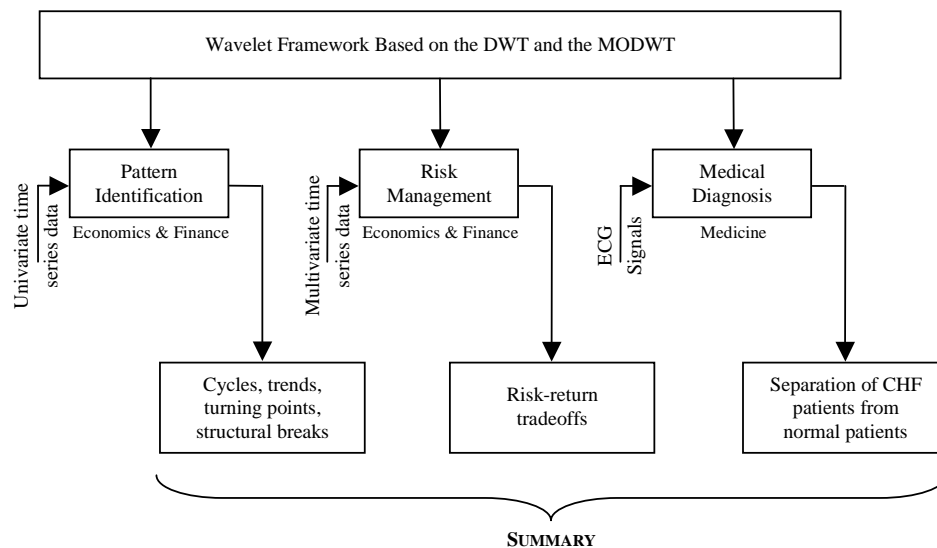 Wavelet Framework Based on the DWT and the MODWT
Pattern
Identification
Economics & Finance
Univariate time
series data
Risk
Management
Economics & Finance
Multivariate time
series data
Medical
Diagnosis
Medicine
ECG
Signals
Cycles, trends,
turning points,
structural breaks
Risk-return
tradeoffs
Separation of CHF
patients from
normal patients
SUMMARY